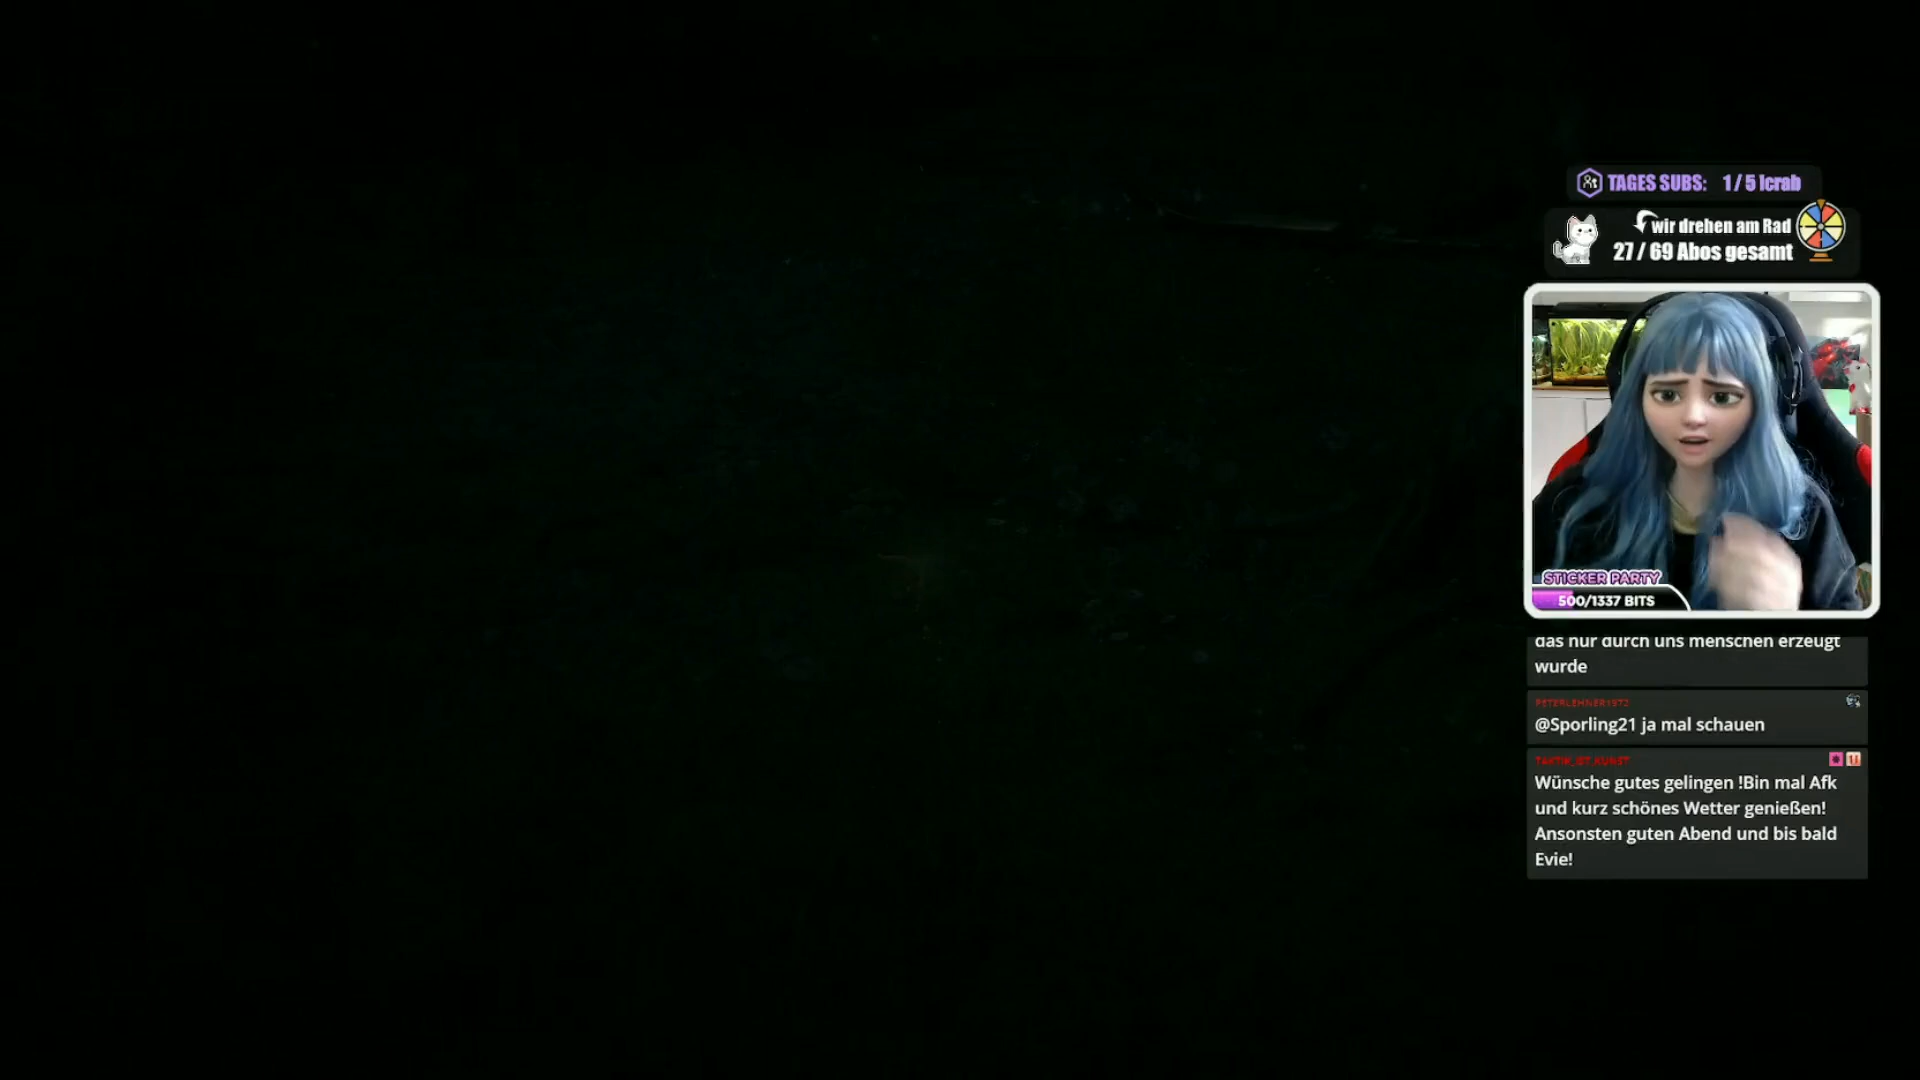 TAGES SUBS: 1 / 5 lcrab
wir drehen am Rad
27 / 69 Abos gesamt
STICKER PARTY
500/1337 BITS
das nur durch uns menschen erzeugt
wurde
PETERLEHNER1972
@Sporling21 ja mal schauen
TAKTIK_IST_KUNST
Wünsche gutes gelingen !Bin mal Afk
und kurz schönes Wetter genießen!
Ansonsten guten Abend und bis bald
Evie!